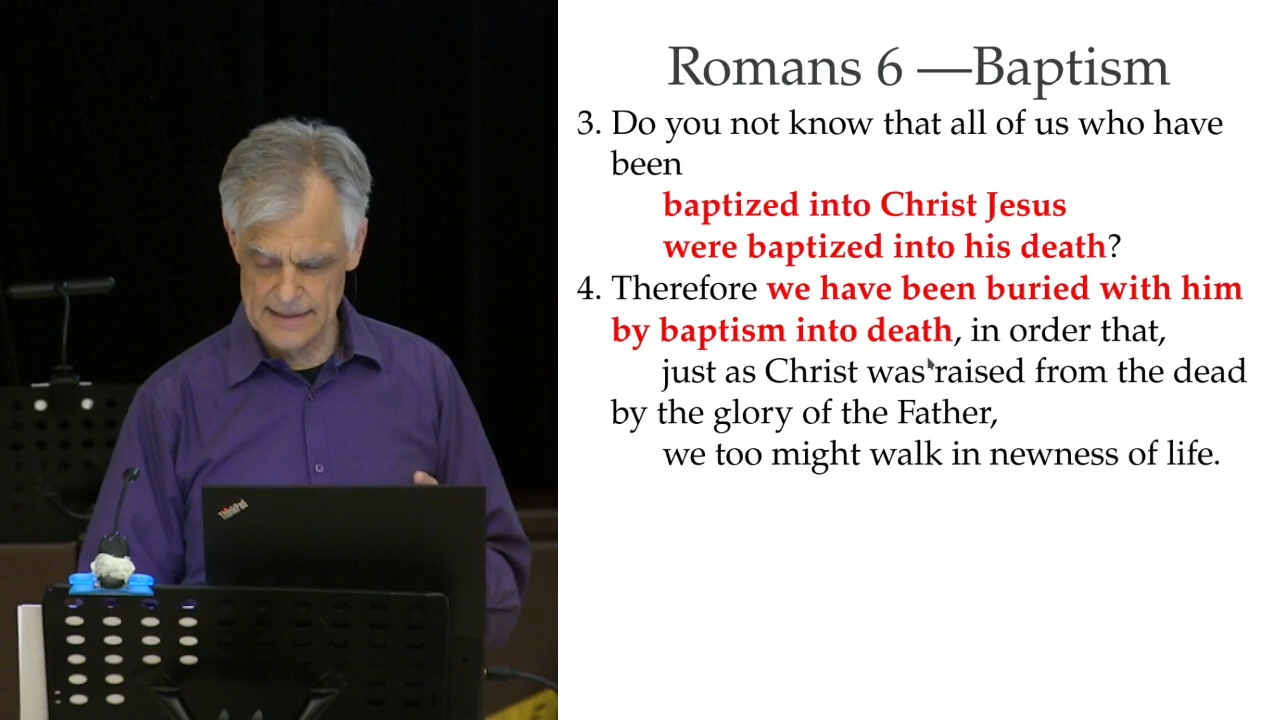 Romans 6 —Baptism
3. Do you not know that all of us who have
been
baptized into Christ Jesus
were baptized into his death?
4. Therefore we have been buried with him
by baptism into death, in order that,
just as Christ was raised from the dead
by the glory of the Father,
we too might walk in newness of life.
ThinkPad